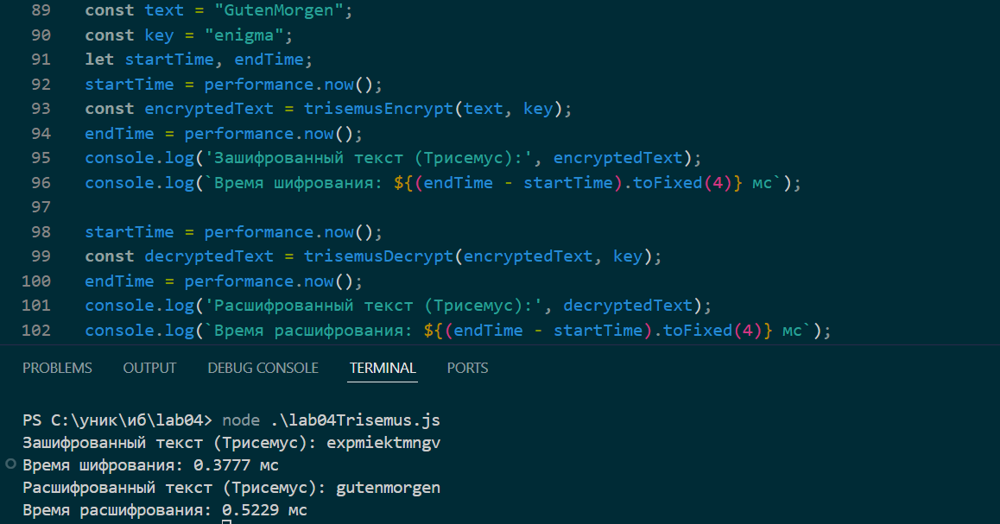 89 const text = "GutenMorgen";
90 const key = "enigma";
91 let startTime, endTime;
92 startTime = performance.now();
93 const encryptedText = trisemusEncrypt(text, key);
94 endTime = performance.now();
95 console.log('Зашифрованный текст (Трисемус):', encryptedText);
96 console.log(`Время шифрования: ${(endTime - startTime).toFixed(4)} мс`);
97
98 startTime = performance.now();
99 const decryptedText = trisemusDecrypt(encryptedText, key);
100 endTime = performance.now();
101 console.log('Расшифрованный текст (Трисемус):', decryptedText);
102 console.log(`Время расшифрования: ${(endTime - startTime).toFixed(4)} мс`);
PROBLEMS OUTPUT DEBUG CONSOLE TERMINAL PORTS
PS C:\уник\иб\lab04> node .\lab04Trisemus.js
Зашифрованный текст (Трисемус): expmiektmngv
Время шифрования: 0.3777 мс
Расшифрованный текст (Трисемус): gutenmorgen
Время расшифрования: 0.5229 мс